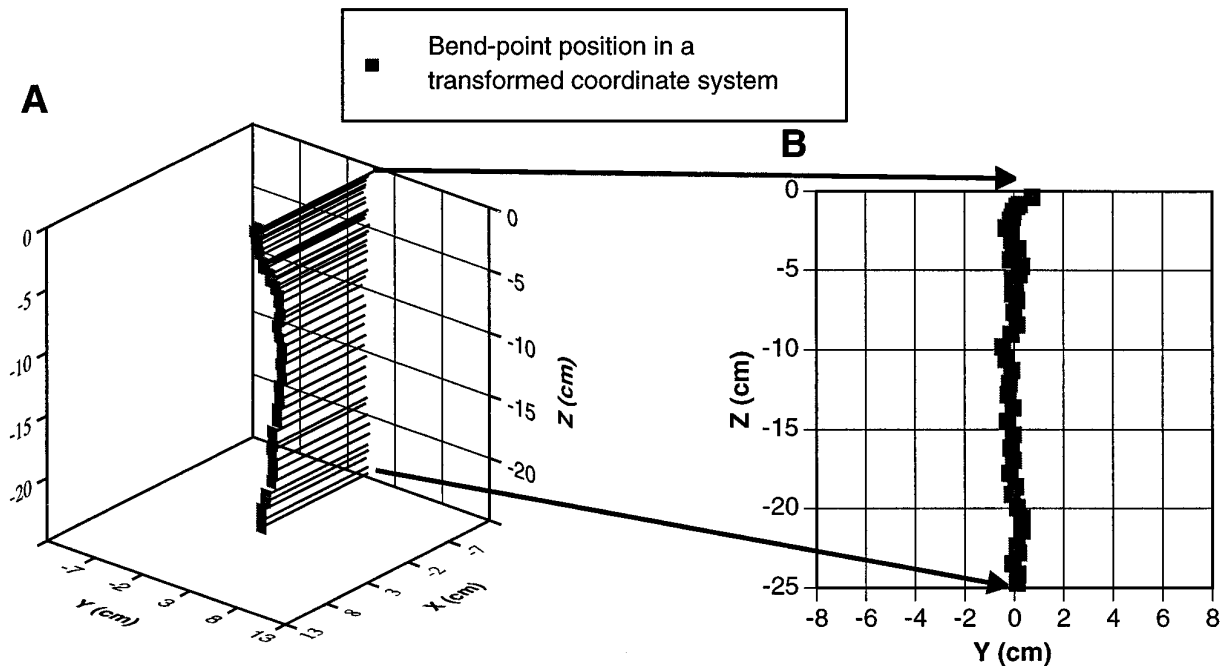 Bend-point position in a
transformed coordinate system
A
B
0
-5
-10
-15
-20
0
-5
-10
-15
-20
Z (cm)
-7
-2
3
8
13
Y (cm)
13
8
3
-2
-7
X (cm)
0
-5
-10
-15
-20
-25
Z (cm)
-8 -6 -4 -2 0 2 4 6 8
Y (cm)